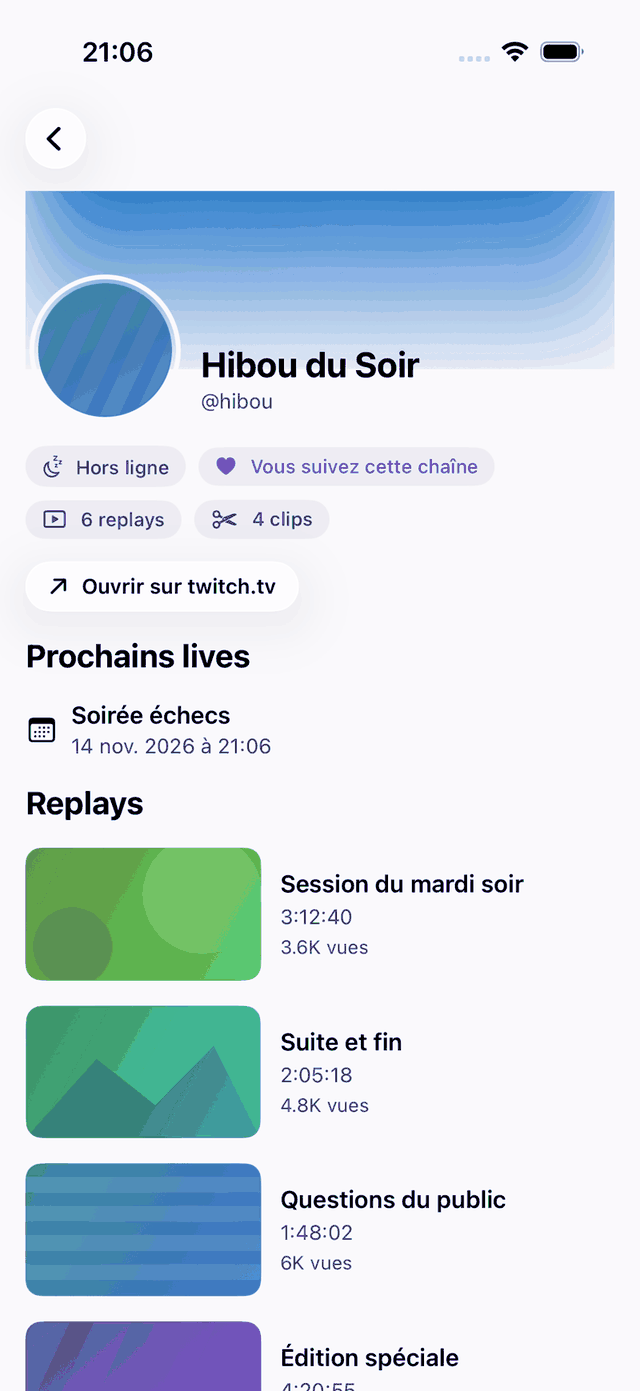 21:06
Hibou du Soir
@hibou
Hors ligne
Vous suivez cette chaîne
6 replays
4 clips
Ouvrir sur twitch.tv
Prochains lives
Soirée échecs
14 nov. 2026 à 21:06
Replays
Session du mardi soir
3:12:40
3.6K vues
Suite et fin
2:05:18
4.8K vues
Questions du public
1:48:02
6K vues
Édition spéciale
4:20:55